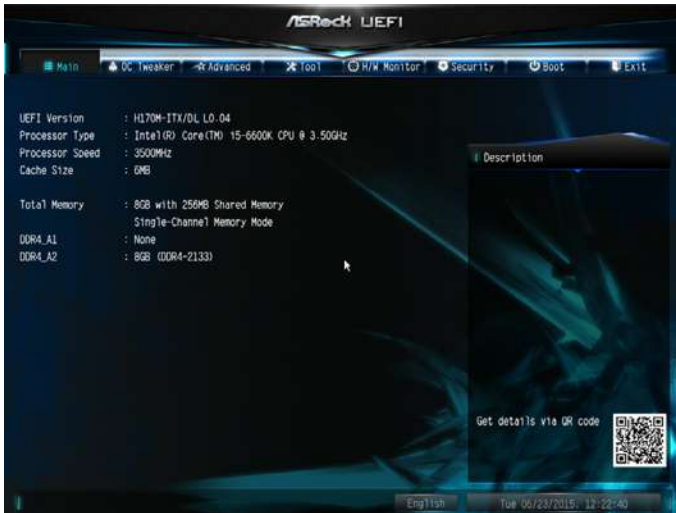 ASRock UEFI
Main OC Tweaker Advanced Tool H/W Monitor Security Boot Exit
UEFI Version : H170M-ITX/DL L0.04
Processor Type : Intel(R) Core(TM) i5-6600K CPU @ 3.50GHz
Processor Speed : 3500MHz
Cache Size : 6MB
Total Memory : 8GB with 256MB Shared Memory
Single-Channel Memory Mode
DDR4_A1 : None
DDR4_A2 : 8GB (DDR4-2133)
Description
Get details via QR code
English Tue 06/23/2015, 12:22:40